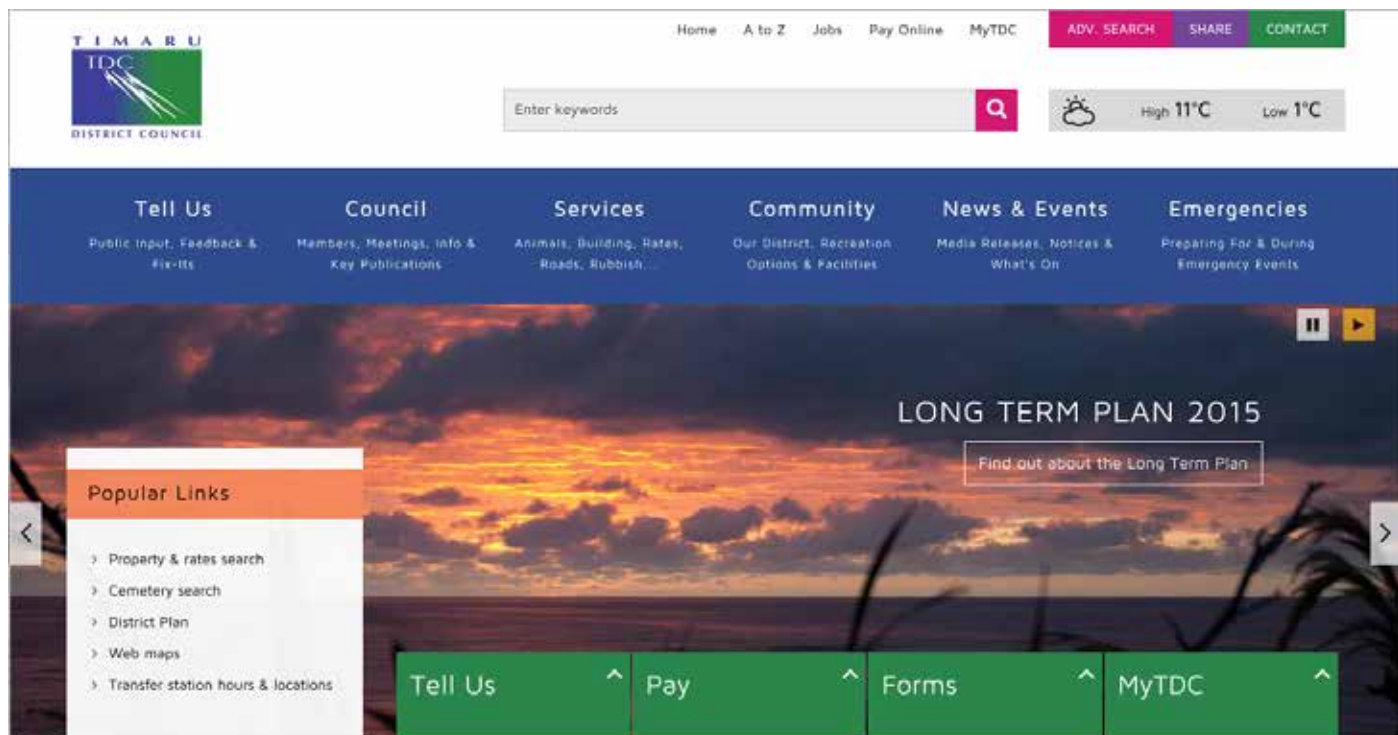 TIMARU
TDC
DISTRICT COUNCIL
Home A to Z Jobs Pay Online MyTDC ADV. SEARCH SHARE CONTACT
Enter keywords
High 11°C Low 1°C
Tell Us
Public Input, Feedback &
Fix-Its
Council
Members, Meetings, Info &
Key Publications
Services
Animals, Building, Rates,
Roads, Rubbish...
Community
Our District, Recreation
Options & Facilities
News & Events
Media Releases, Notices &
What's On
Emergencies
Preparing For & During
Emergency Events
LONG TERM PLAN 2015
Find out about the Long Term Plan
Popular Links
Property & rates search
Cemetery search
District Plan
Web maps
Transfer station hours & locations
Tell Us
Pay
Forms
MyTDC